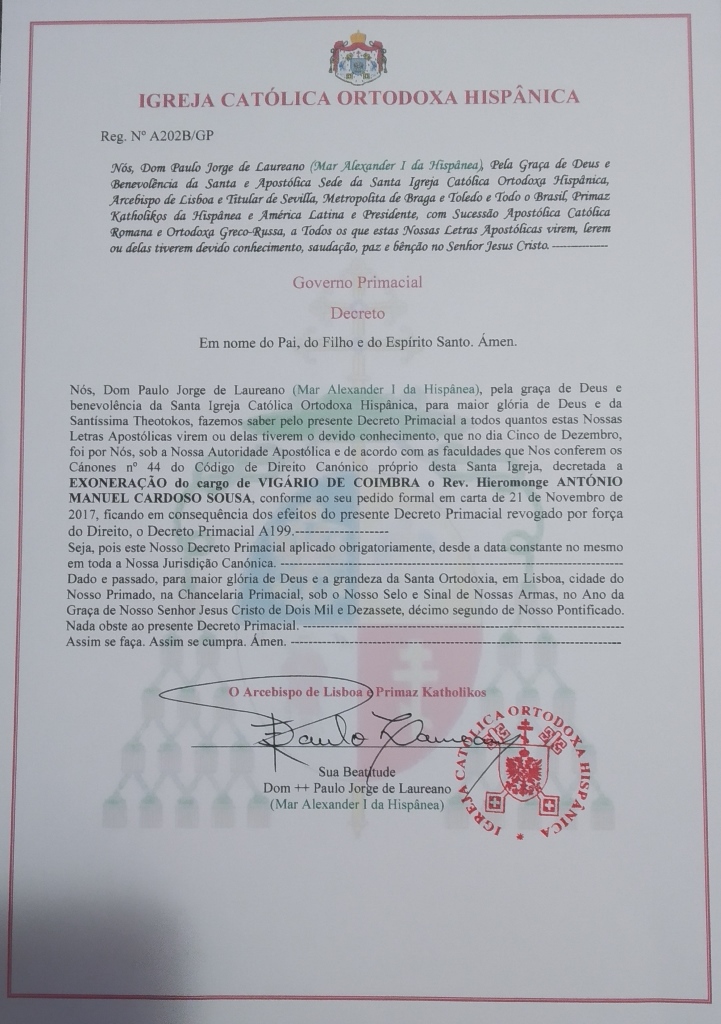 IGREJA CATÓLICA ORTODOXA HISPÂNICA
Reg. Nº A202B/GP
Nós, Dom Paulo Jorge de Laureano (Mar Alexander I da Hispânea), Pela Graça de Deus e
Benevolência da Santa e Apostólica Sede da Santa Igreja Católica Ortodoxa Hispânica,
Arcebispo de Lisboa e Titular de Sevilla, Metropolita de Braga e Toledo e Todo o Brasil, Primaz
Katholikos da Hispânea e América Latina e Presidente, com Sucessão Apostólica Católica
Romana e Ortodoxa Greco-Russa, a Todos os que estas Nossas Letras Apostólicas virem, lerem
ou delas tiverem devido conhecimento, saudação, paz e bênção no Senhor Jesus Cristo. -------------
Governo Primacial
Decreto
Em nome do Pai, do Filho e do Espírito Santo. Ámen.
Nós, Dom Paulo Jorge de Laureano (Mar Alexander I da Hispânea), pela graça de Deus e
benevolência da Santa Igreja Católica Ortodoxa Hispânica, para maior glória de Deus e da
Santíssima Theotokos, fazemos saber pelo presente Decreto Primacial a todos quantos estas Nossas
Letras Apostólicas virem ou delas tiverem o devido conhecimento, que no dia Cinco de Dezembro,
foi por Nós, sob a Nossa Autoridade Apostólica e de acordo com as faculdades que Nos conferem os
Cánones nº 44 do Código de Direito Canónico próprio desta Santa Igreja, decretada a
EXONERAÇÃO do cargo de VIGÁRIO DE COIMBRA o Rev. Hieromonge ANTÓNIO
MANUEL CARDOSO SOUSA, conforme ao seu pedido formal em carta de 21 de Novembro de
2017, ficando em consequência dos efeitos do presente Decreto Primacial revogado por força
do Direito, o Decreto Primacial A199.------------------
Seja, pois este Nosso Decreto Primacial aplicado obrigatoriamente, desde a data constante no mesmo
em toda a Nossa Jurisdição Canónica. -----------------------------------------------------------------
Dado e passado, para maior glória de Deus e a grandeza da Santa Ortodoxia, em Lisboa, cidade do
Nosso Primado, na Chancelaria Primacial, sob o Nosso Selo e Sinal de Nossas Armas, no Ano da
Graça de Nosso Senhor Jesus Cristo de Dois Mil e Dezassete, décimo segundo de Nosso Pontificado.
Nada obste ao presente Decreto Primacial. ------------------------------------------------------------
Assim se faça. Assim se cumpra. Ámen. ---------------------------------------------------------------
O Arcebispo de Lisboa e Primaz Katholikos
Paulo
Sua Beatitude
Dom ++ Paulo Jorge de Laureano
(Mar Alexander I da Hispânea)
IGREJA CATÓLICA ORTODOXA HISPÂNICA